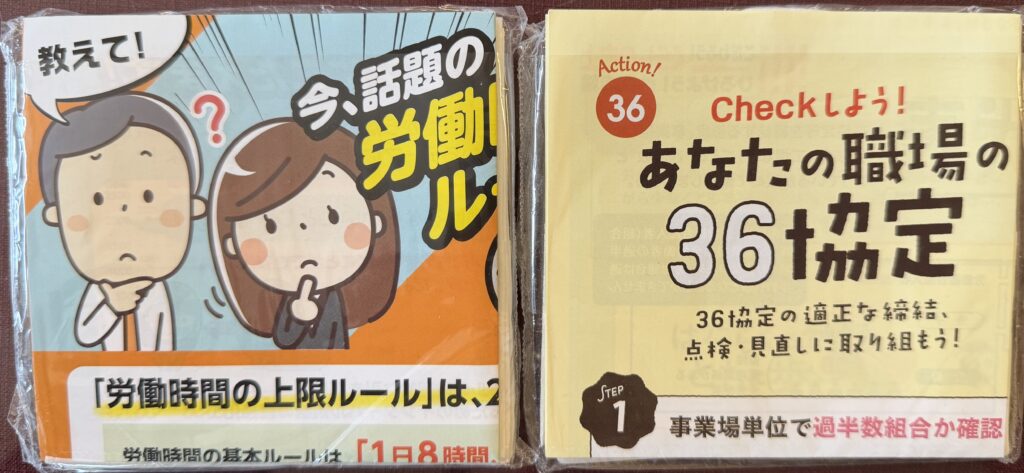 教えて!
?
今、話題の
労働
ル
「労働時間の上限ルール」は、2
労働時間の基本ルールは「1日8時間、
Action!
36
Checkしよう!
あなたの職場の
36協定
36協定の適正な締結、
点検・見直しに取り組もう!
STEP
1
事業場単位で過半数組合か確認